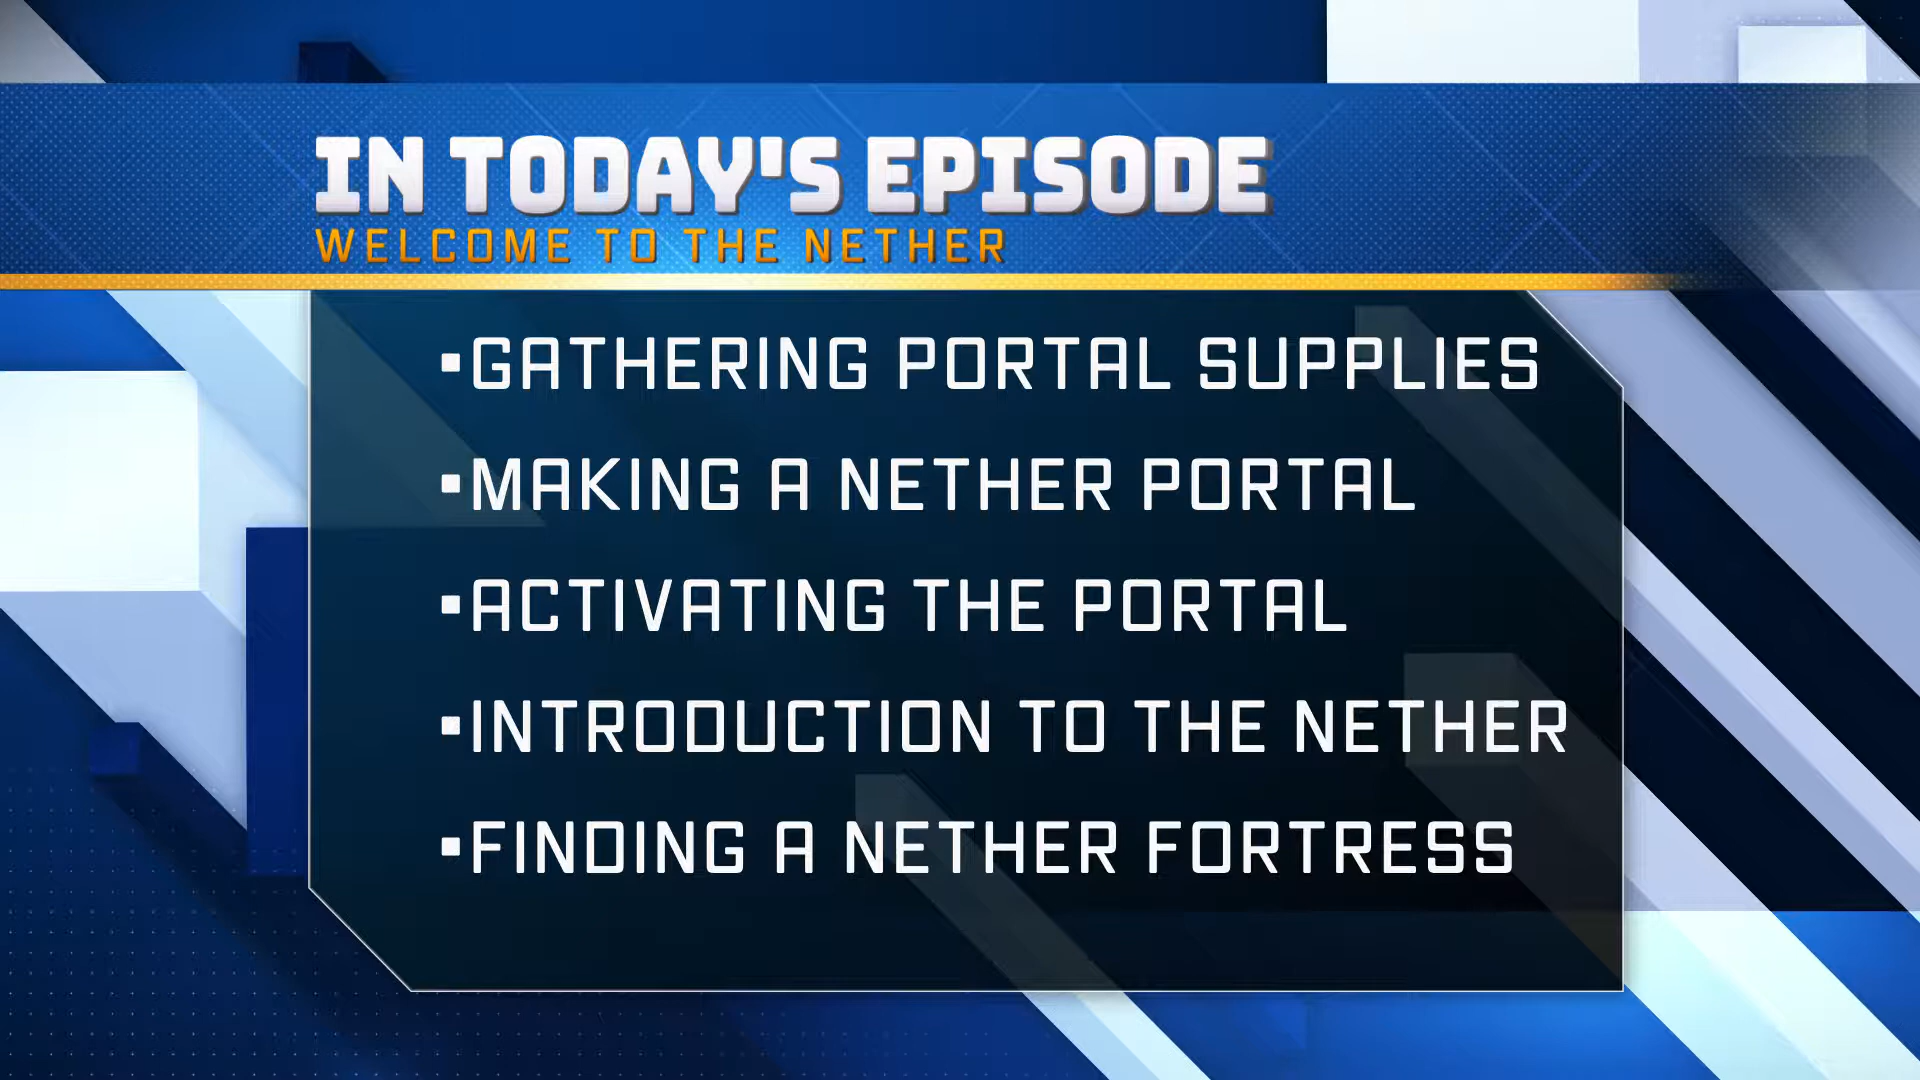 IN TODAY'S EPISODE
WELCOME TO THE NETHER
▪GATHERING PORTAL SUPPLIES
▪MAKING A NETHER PORTAL
▪ACTIVATING THE PORTAL
▪INTRODUCTION TO THE NETHER
▪FINDING A NETHER FORTRESS